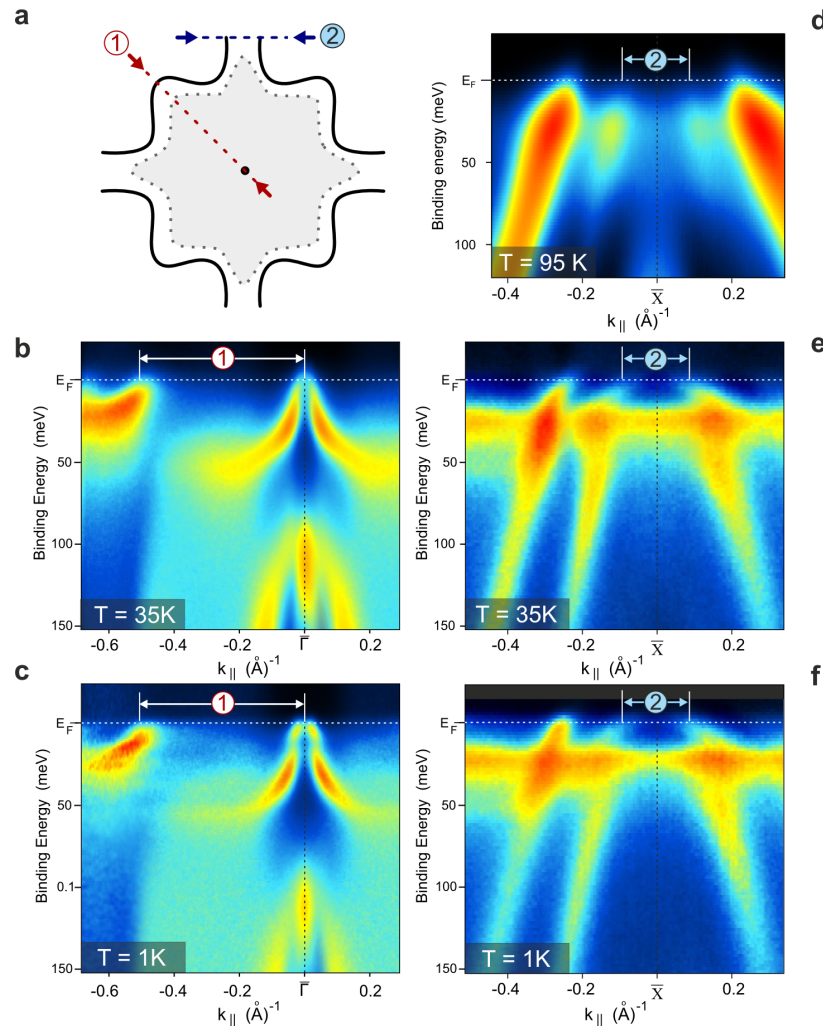 a
1
2
d
2
E_F
50
100
Binding energy (meV)
T = 95 K
-0.4
-0.2
X̅
0.2
k_|| (Å)⁻¹
b
1
E_F
50
100
150
Binding Energy (meV)
T = 35K
-0.6
-0.4
-0.2
Γ̅
0.2
k_|| (Å)⁻¹
e
2
E_F
50
100
150
Binding Energy (meV)
T = 35K
-0.4
-0.2
X̅
0.2
k_|| (Å)⁻¹
c
1
E_F
50
0.1
150
Binding Energy (meV)
T = 1K
-0.6
-0.4
-0.2
Γ̅
0.2
k_|| (Å)⁻¹
f
2
E_F
50
100
150
Binding Energy (meV)
T = 1K
-0.4
-0.2
X̅
0.2
k_|| (Å)⁻¹